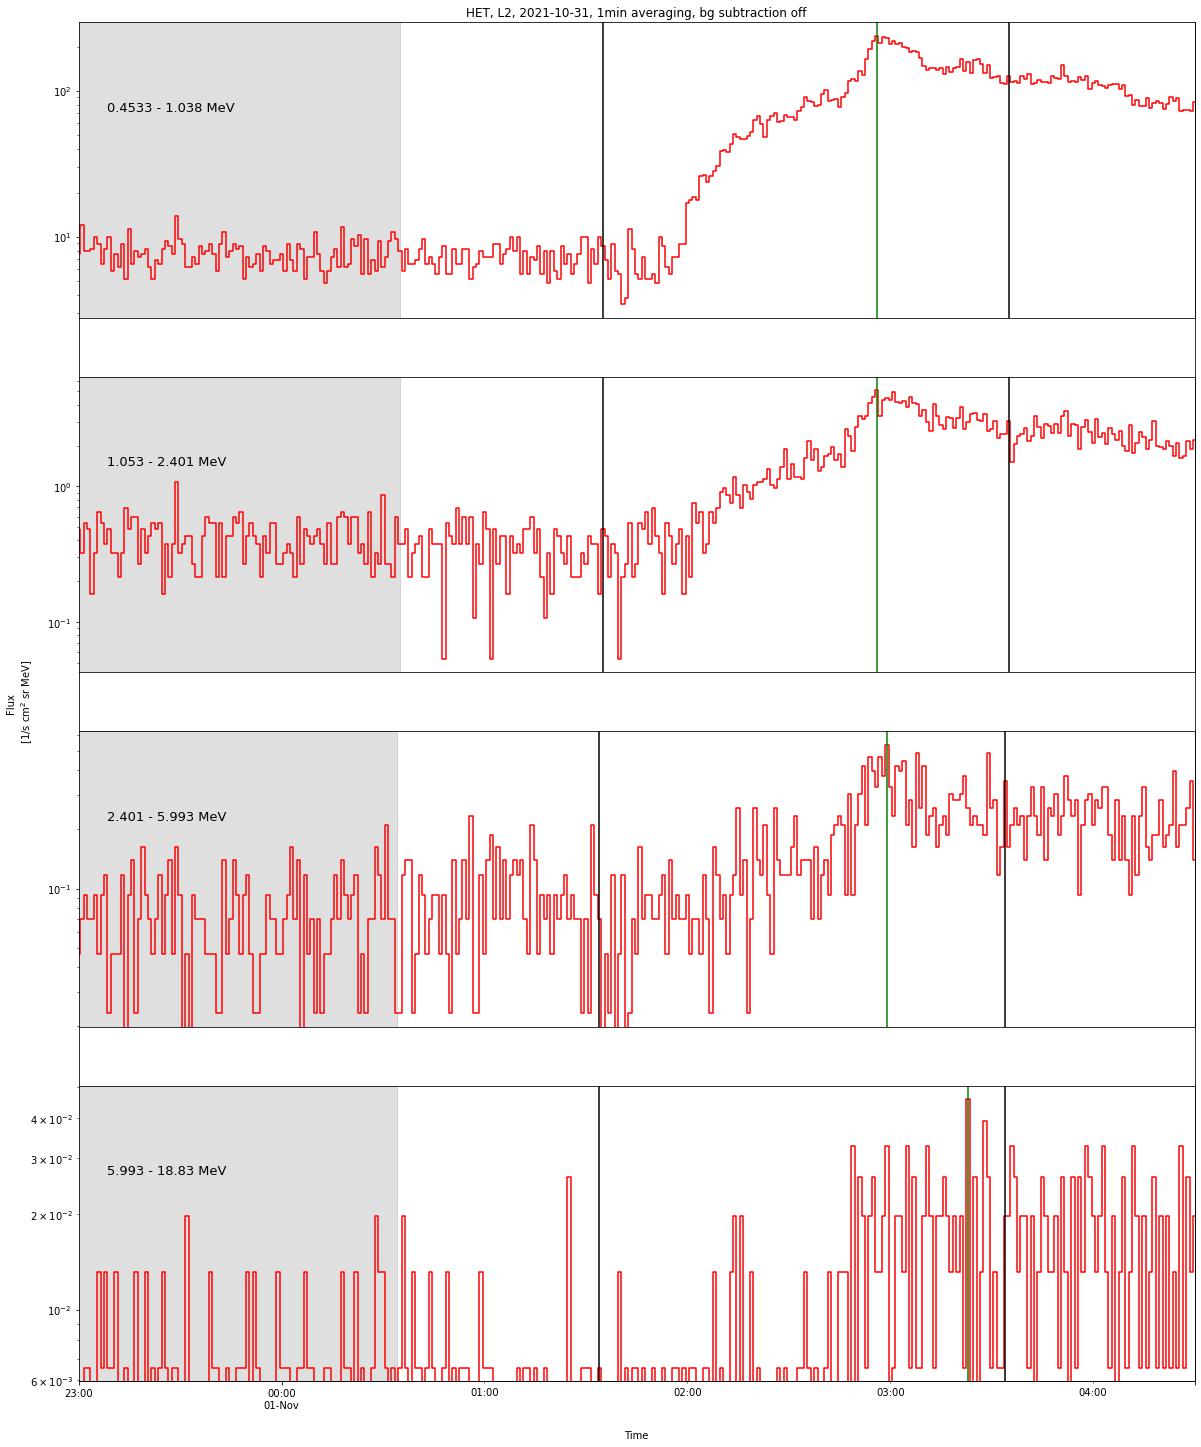 HET, L2, 2021-10-31, 1min averaging, bg subtraction off
10²
0.4533 - 1.038 MeV
10¹
1.053 - 2.401 MeV
10⁰
10⁻¹
Flux
[1/s cm² sr MeV]
2.401 - 5.993 MeV
10⁻¹
4 × 10⁻²
3 × 10⁻²
5.993 - 18.83 MeV
2 × 10⁻²
10⁻²
6 × 10⁻³
23:00 00:00 01:00 02:00 03:00 04:00
01-Nov
Time